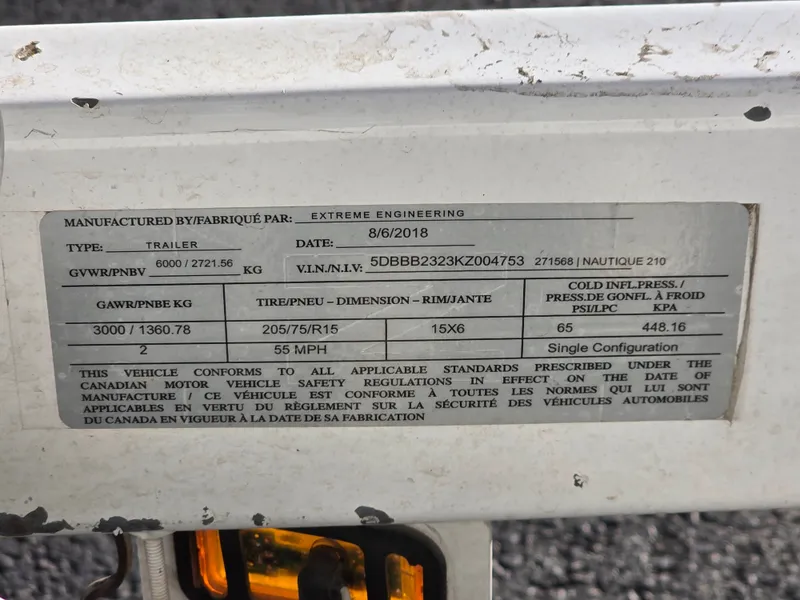 MANUFACTURED BY/FABRIQUÉ PAR: EXTREME ENGINEERING
TYPE: TRAILER DATE: 8/6/2018
GVWR/PNBV 6000 / 2721.56 KG V.I.N./N.I.V: 5DBBB2323KZ004753 271568 | NAUTIQUE 210
GAWR/PNBE KG TIRE/PNEU – DIMENSION – RIM/JANTE COLD INFL.PRESS. / PRESS.DE GONFL. À FROID
PSI/LPC KPA
3000 / 1360.78 205/75/R15 15X6 65 448.16
2 55 MPH Single Configuration
THIS VEHICLE CONFORMS TO ALL APPLICABLE STANDARDS PRESCRIBED UNDER THE
CANADIAN MOTOR VEHICLE SAFETY REGULATIONS IN EFFECT ON THE DATE OF
MANUFACTURE / CE VÉHICULE EST CONFORME À TOUTES LES NORMES QUI LUI SONT
APPLICABLES EN VERTU DU RÈGLEMENT SUR LA SÉCURITÉ DES VÉHICULES AUTOMOBILES
DU CANADA EN VIGUEUR À LA DATE DE SA FABRICATION